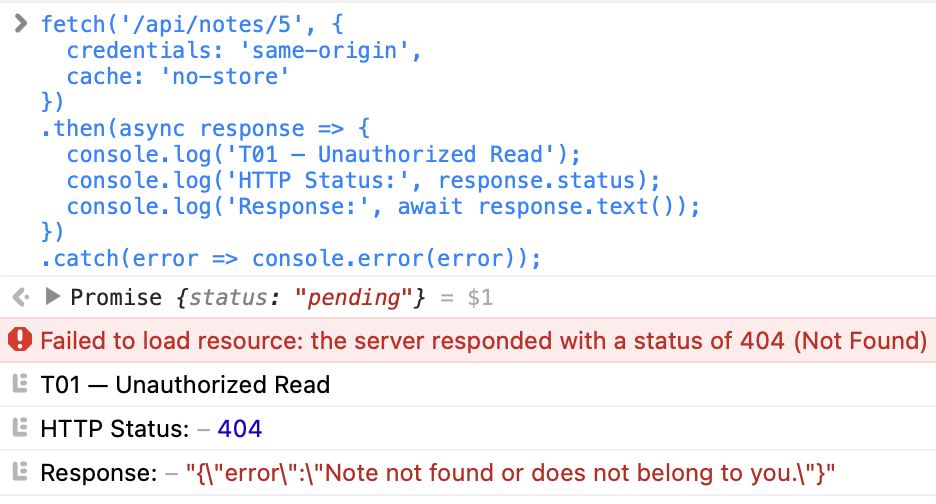 fetch('/api/notes/5', {
  credentials: 'same-origin',
  cache: 'no-store'
})
.then(async response => {
  console.log('T01 — Unauthorized Read');
  console.log('HTTP Status:', response.status);
  console.log('Response:', await response.text());
})
.catch(error => console.error(error));
Promise {status: "pending"} = $1
Failed to load resource: the server responded with a status of 404 (Not Found)
T01 — Unauthorized Read
HTTP Status: – 404
Response: – "{\"error\":\"Note not found or does not belong to you.\"}"